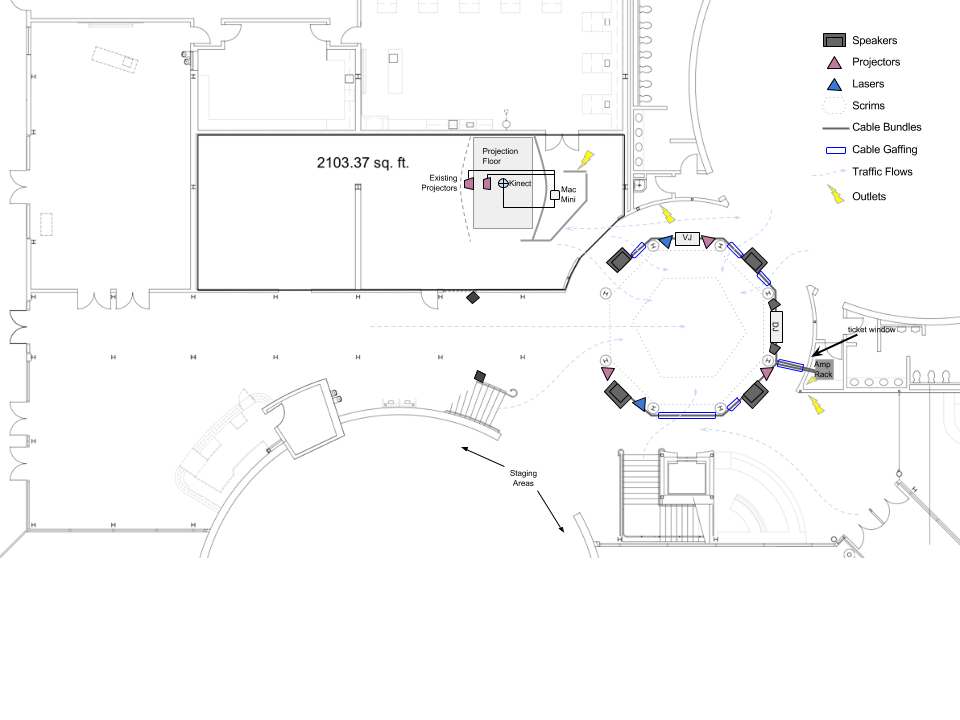 Speakers
Projectors
Lasers
Scrims
Cable Bundles
Cable Gaffing
Traffic Flows
Outlets
2103.37 sq. ft.
Projection
Floor
Existing
Projectors
Kinect
Mac
Mini
VJ
DJ
ticket window
Amp
Rack
Staging
Areas